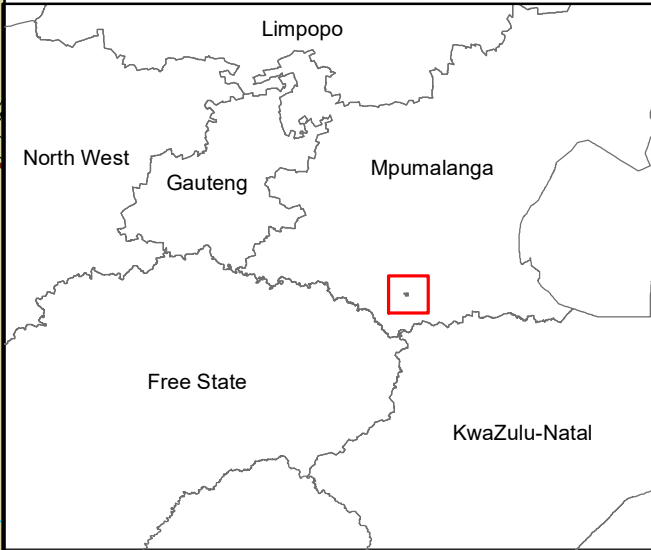 Limpopo
North West
Mpumalanga
Gauteng
Free State
KwaZulu-Natal